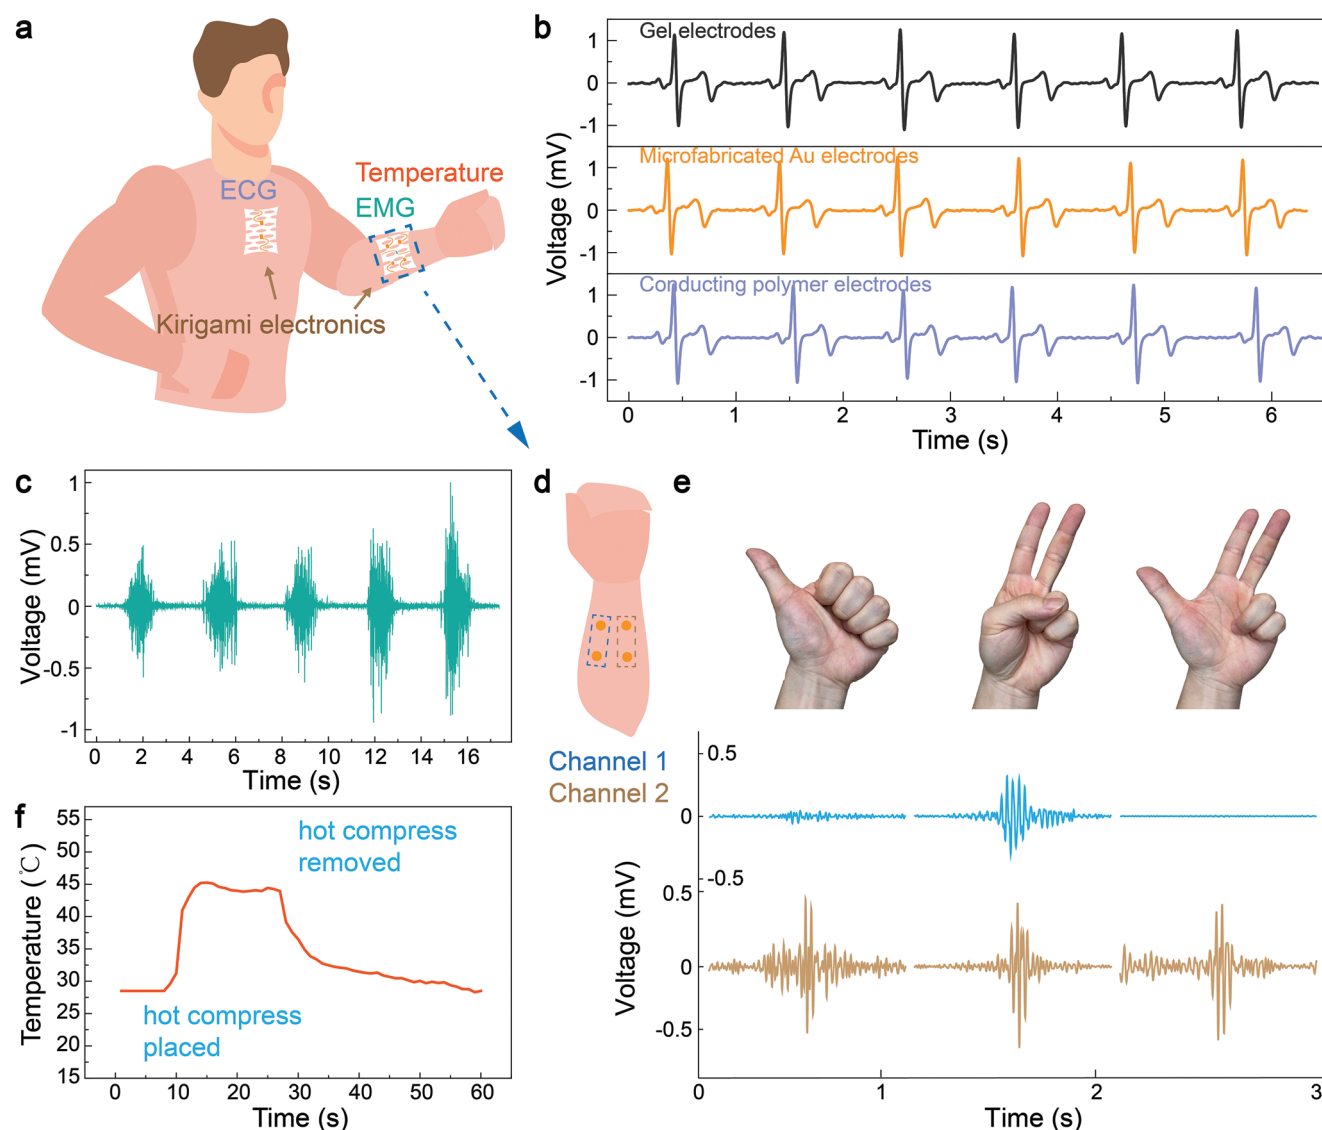 a
ECG
Temperature
EMG
Kirigami electronics
b
Gel electrodes
Microfabricated Au electrodes
Conducting polymer electrodes
Voltage (mV)
1
0
-1
1
0
-1
1
0
-1
0 1 2 3 4 5 6
Time (s)
c
Voltage (mV)
1
0.5
0
-0.5
-1
0 2 4 6 8 10 12 14 16
Time (s)
d
Channel 1
Channel 2
e
Voltage (mV)
0.5
0
-0.5
0.5
0
-0.5
0 1 2 3
Time (s)
f
hot compress
removed
hot compress
placed
Temperature (℃)
55
50
45
40
35
30
25
20
15
0 10 20 30 40 50 60
Time (s)